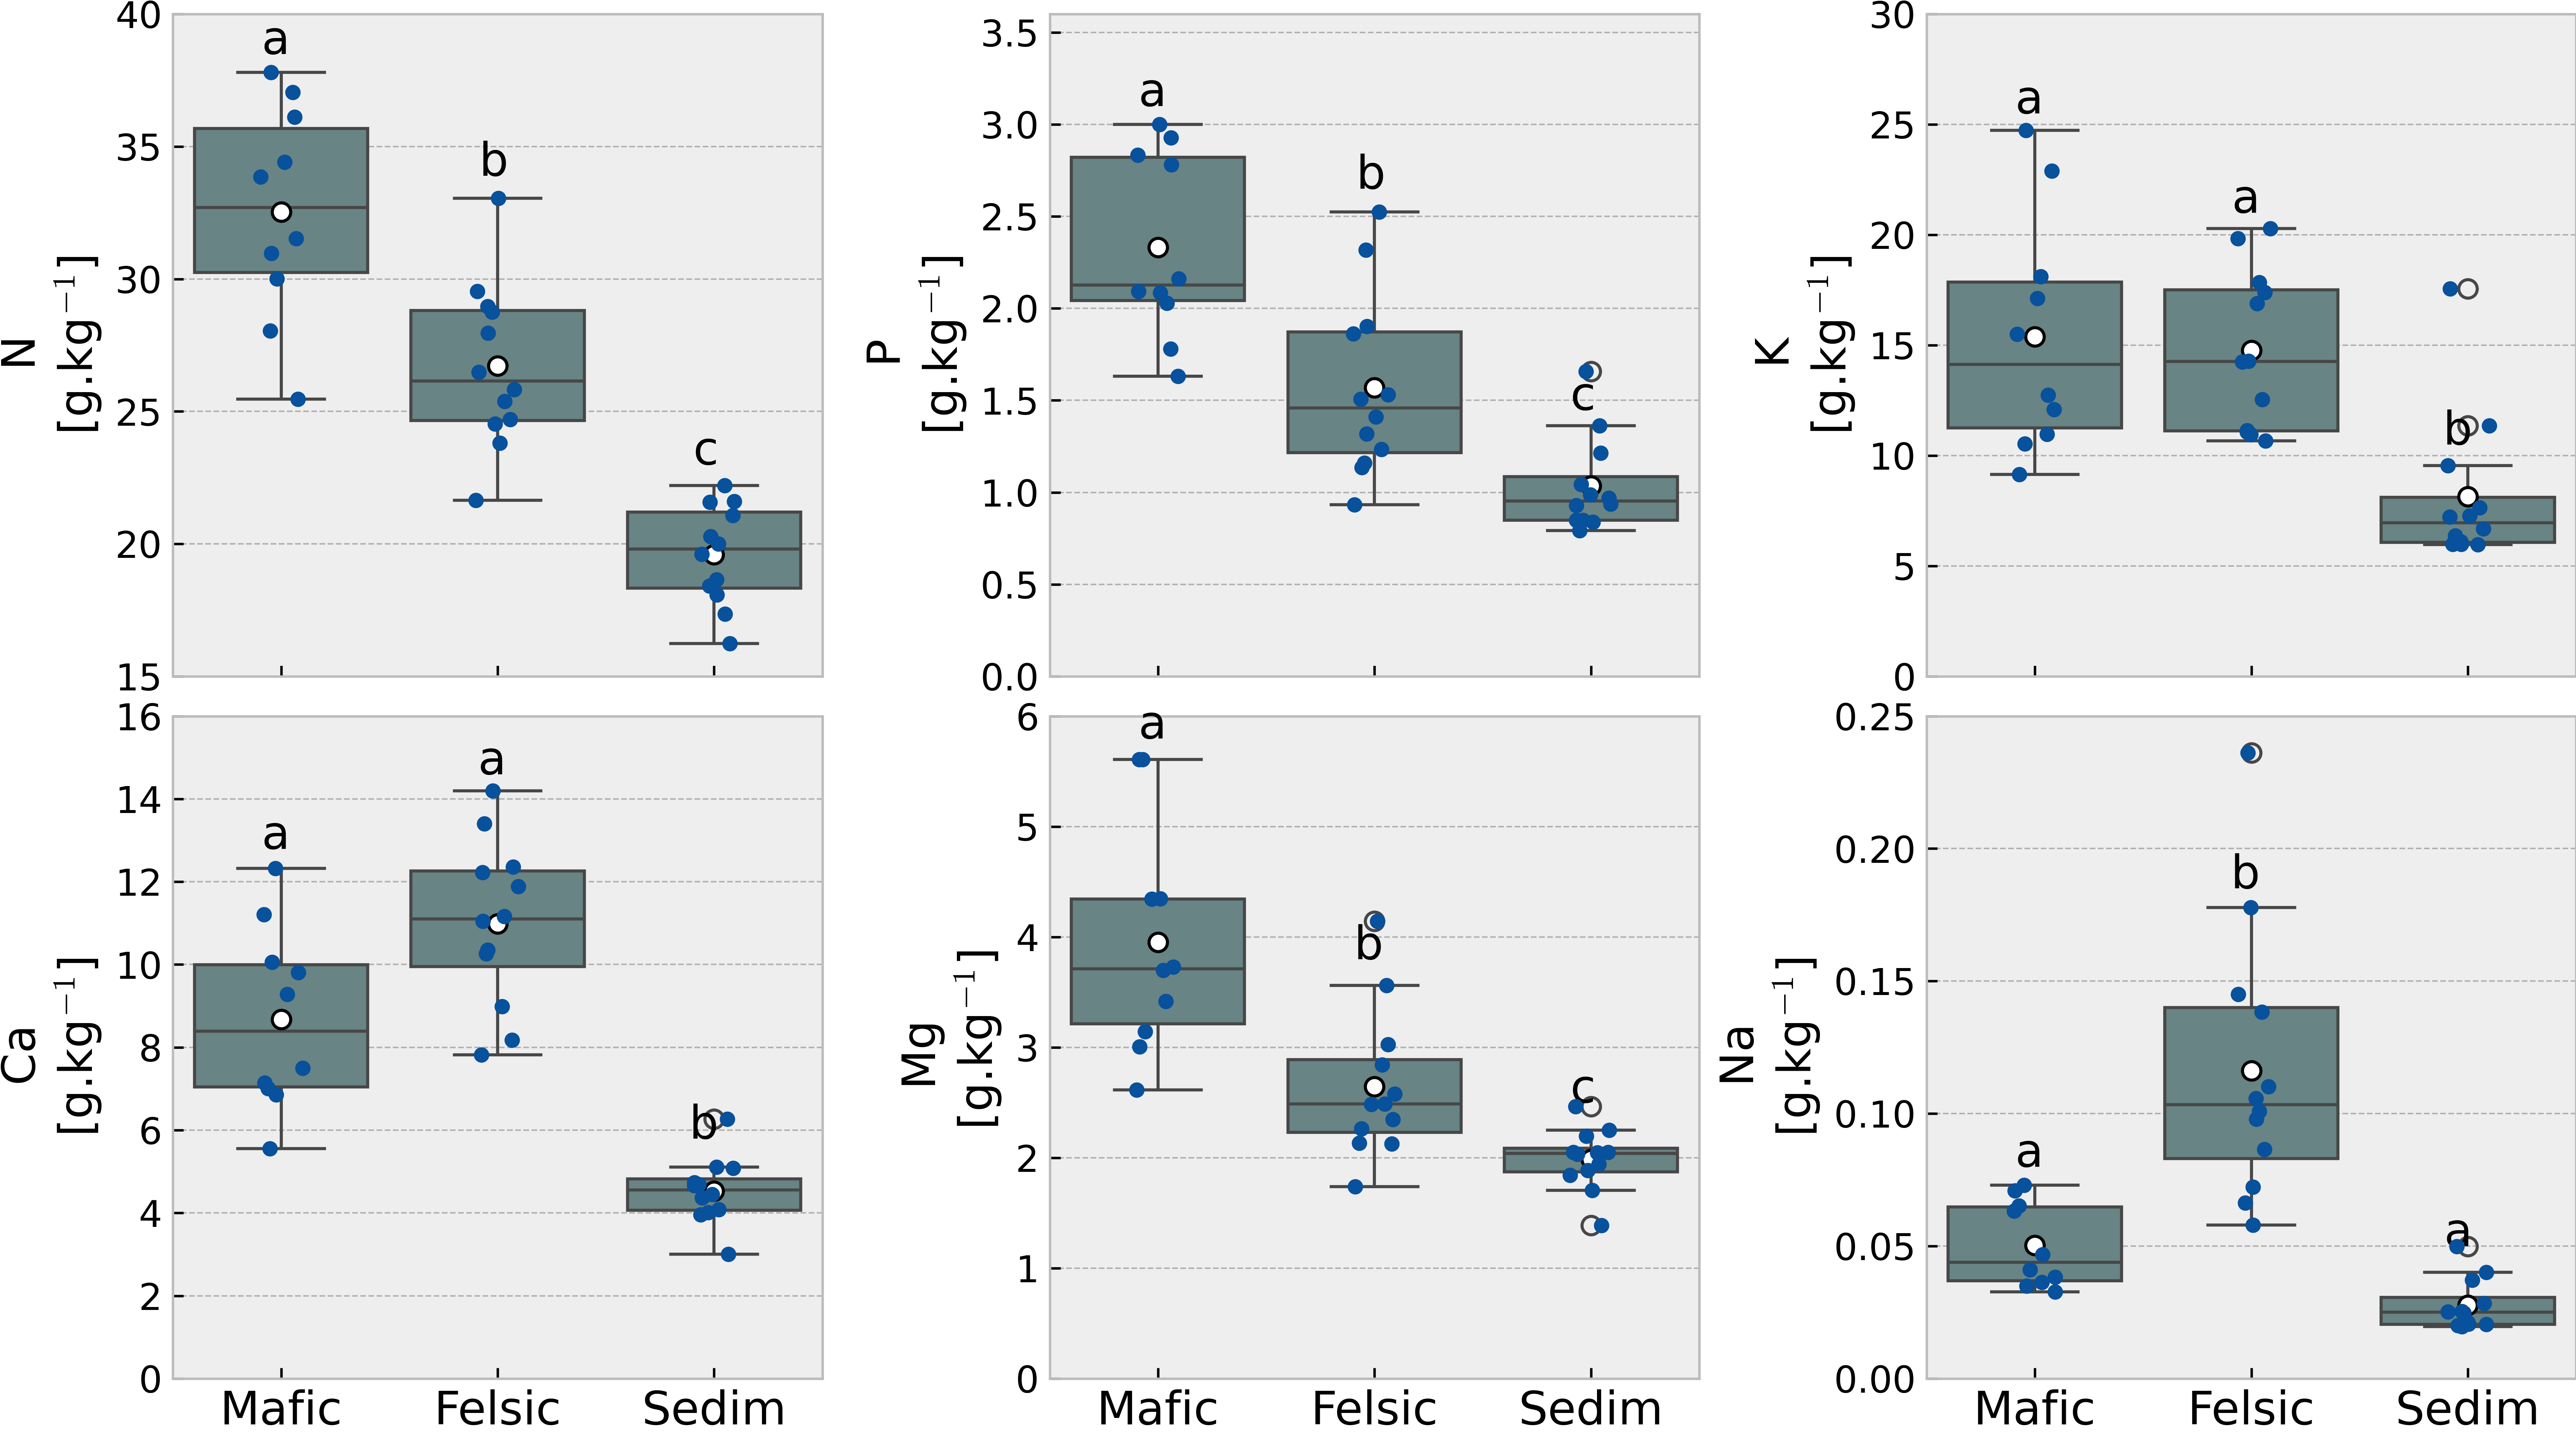 N
[g.kg⁻¹]
40
35
30
25
20
15
a
b
c
P
[g.kg⁻¹]
3.5
3.0
2.5
2.0
1.5
1.0
0.5
0.0
a
b
c
K
[g.kg⁻¹]
30
25
20
15
10
5
0
a
a
b
Ca
[g.kg⁻¹]
16
14
12
10
8
6
4
2
0
a
a
b
Mafic Felsic Sedim
Mg
[g.kg⁻¹]
6
5
4
3
2
1
0
a
b
c
Mafic Felsic Sedim
Na
[g.kg⁻¹]
0.25
0.20
0.15
0.10
0.05
0.00
a
b
a
Mafic Felsic Sedim